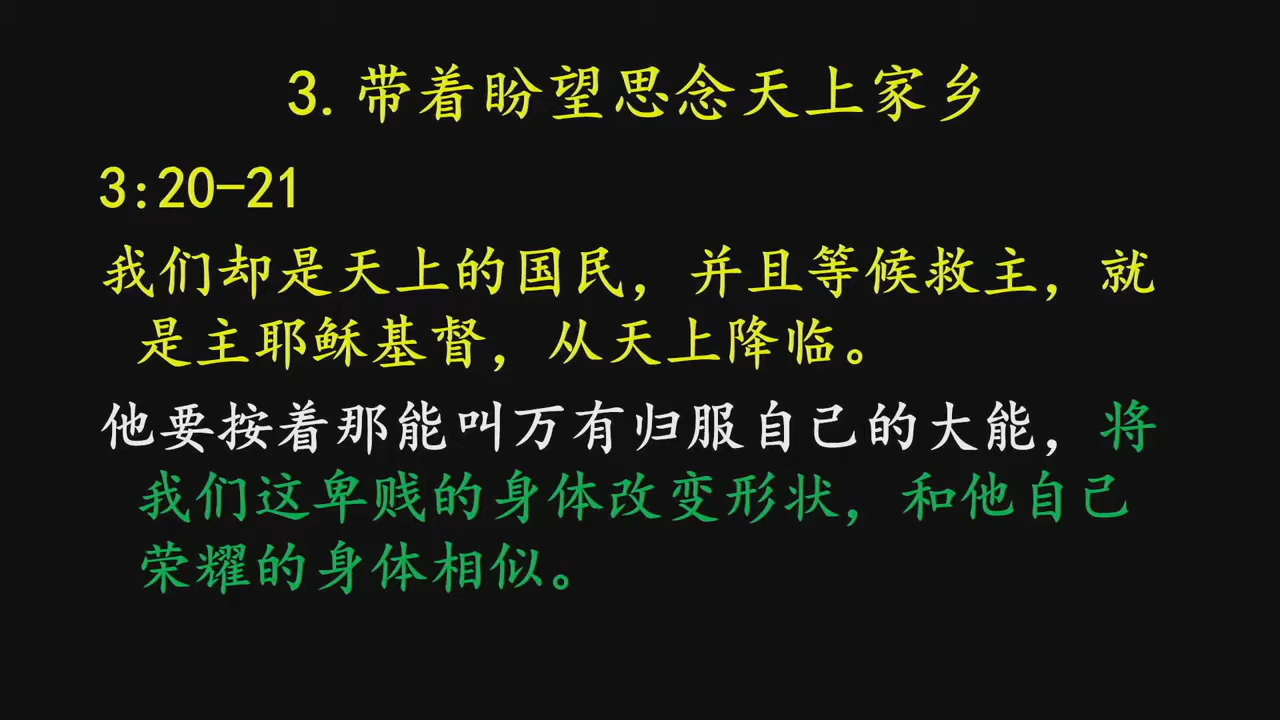 3.带着盼望思念天上家乡
3:20-21
我们却是天上的国民，并且等候救主，就
是主耶稣基督，从天上降临。
他要按着那能叫万有归服自己的大能，将
我们这卑贱的身体改变形状，和他自己
荣耀的身体相似。